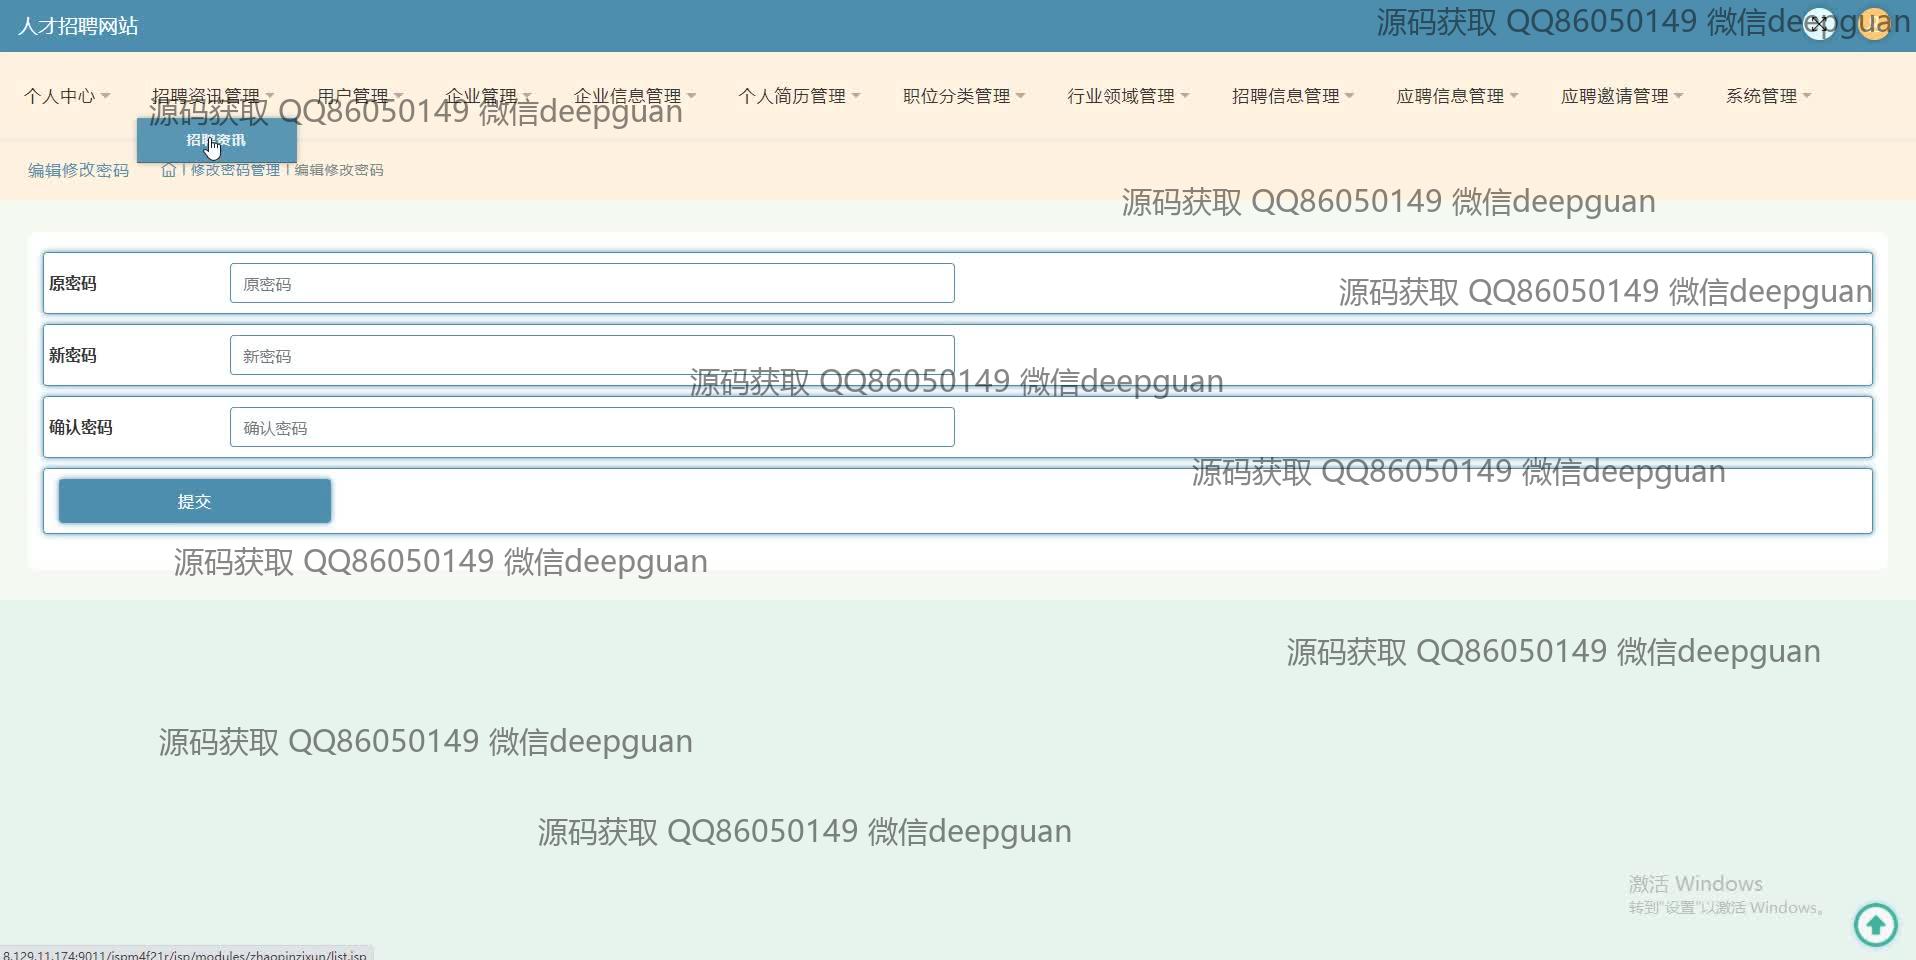 人才招聘网站
源码获取 QQ86050149 微信deepguan
个人中心
招聘资讯管理
用户管理
企业管理
企业信息管理
个人简历管理
职位分类管理
行业领域管理
招聘信息管理
应聘信息管理
应聘邀请管理
系统管理
源码获取 QQ86050149 微信deepguan
招聘资讯
编辑修改密码
修改密码管理 | 编辑修改密码
源码获取 QQ86050149 微信deepguan
原密码
原密码
源码获取 QQ86050149 微信deepguan
新密码
新密码
源码获取 QQ86050149 微信deepguan
确认密码
确认密码
源码获取 QQ86050149 微信deepguan
提交
源码获取 QQ86050149 微信deepguan
源码获取 QQ86050149 微信deepguan
源码获取 QQ86050149 微信deepguan
源码获取 QQ86050149 微信deepguan
激活 Windows
转到"设置"以激活 Windows。
8.129.11.174:9011/jspm4f21r/jsp/modules/zhaopinzixun/list.jsp